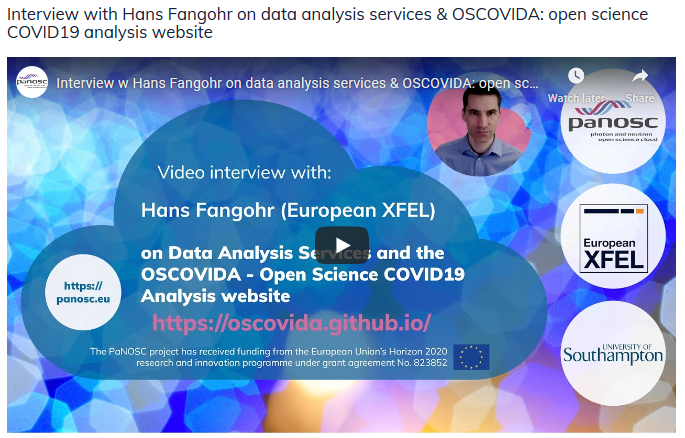 Interview with Hans Fangohr on data analysis services & OSCOVIDA: open science
COVID19 analysis website
panosc
Interview w Hans Fangohr on data analysis services & OSCOVIDA: open sc...
Watch later
Share
panosc
photon and neutron
open science cloud
Video interview with:
Hans Fangohr (European XFEL)
on Data Analysis Services and the
OSCOVIDA - Open Science COVID19
Analysis website
https://oscovida.github.io/
https://
panosc.eu
European
XFEL
UNIVERSITY OF
Southampton
The PaNOSC project has received funding from the European Union's Horizon 2020
research and innovation programme under grant agreement No. 823852